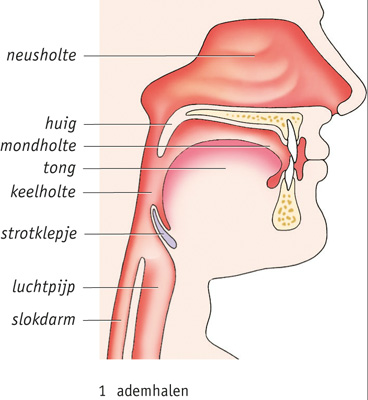 neusholte
huig
mondholte
tong
keelholte
strotklepje
luchtpijp
slokdarm
1 ademhalen